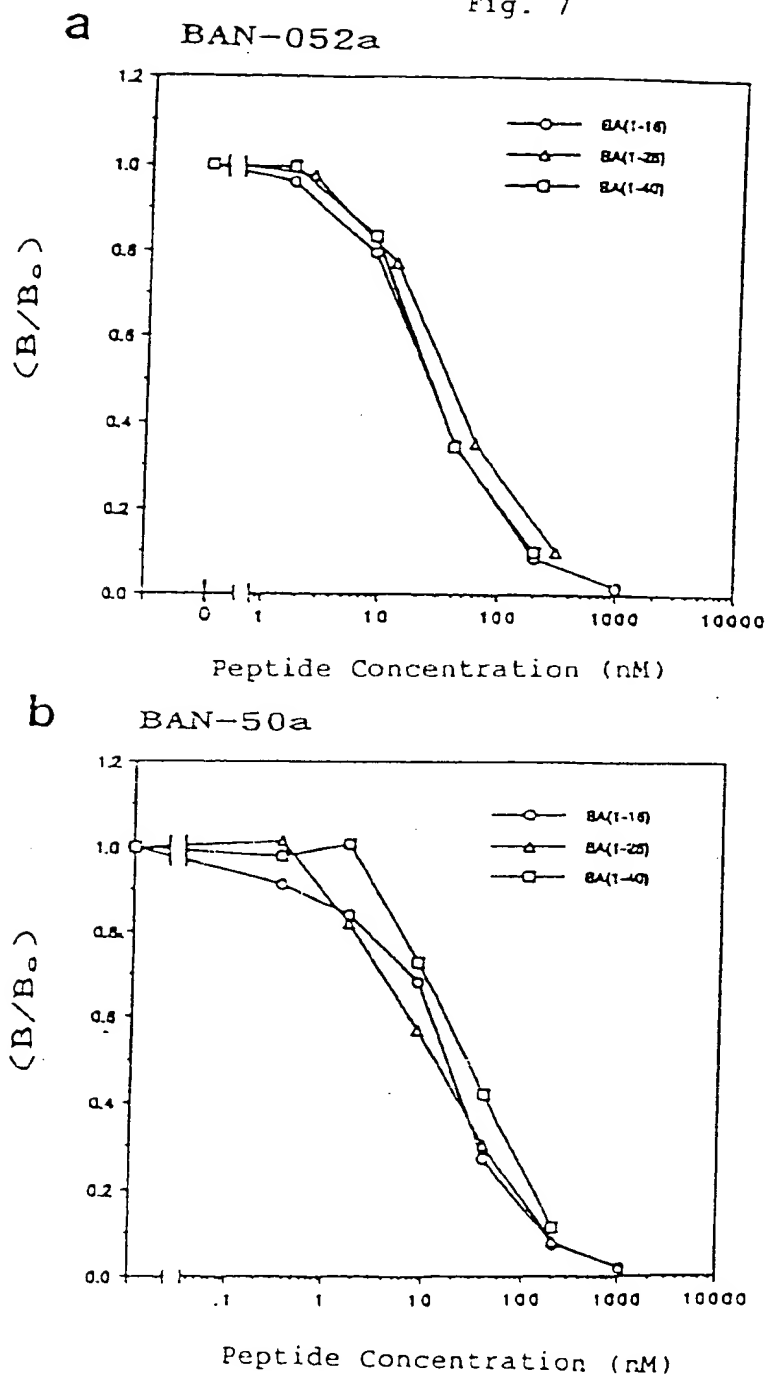 Fig. 7
a
BAN-052a
(B/B₀)
1.2
1.0
0.8
0.6
0.4
0.2
0.0
BA(1-16)
BA(1-28)
BA(1-40)
0 1 10 100 1000 10000
Peptide Concentration (nM)
b
BAN-50a
(B/B₀)
1.2
1.0
0.8
0.6
0.4
0.2
0.0
BA(1-16)
BA(1-28)
BA(1-40)
.1 1 10 100 1000 10000
Peptide Concentration (nM)